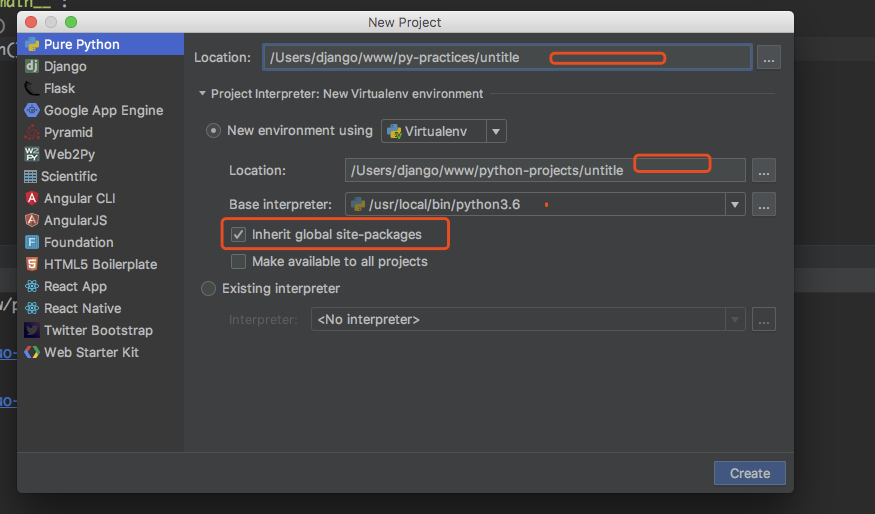 main__ :
New Project
Pure Python
Django
Flask
Google App Engine
Pyramid
Web2Py
Scientific
Angular CLI
AngularJS
Foundation
HTML5 Boilerplate
React App
React Native
Twitter Bootstrap
Web Starter Kit
Location: /Users/django/www/py-practices/untitle ...
Project Interpreter: New Virtualenv environment
New environment using Virtualenv
Location: /Users/django/www/python-projects/untitle ...
Base interpreter: /usr/local/bin/python3.6 ...
Inherit global site-packages
Make available to all projects
Existing interpreter
Interpreter: <No interpreter> ...
Create